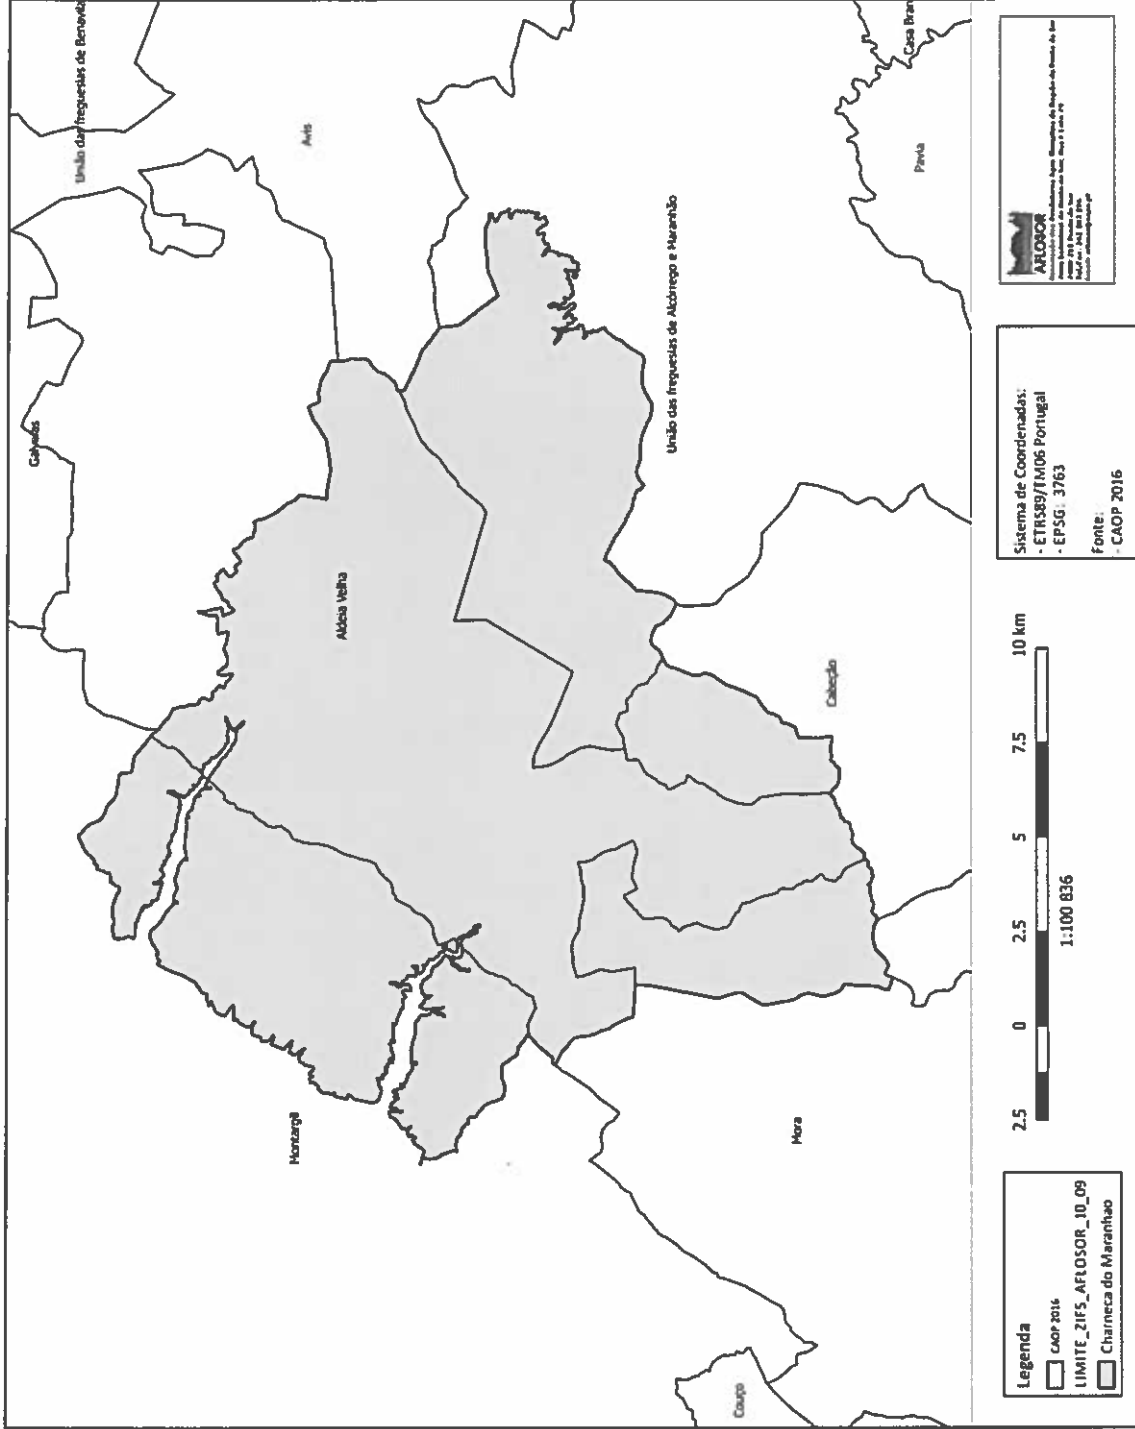 Galveias
União das freguesias de Benavila
Avis
Montargil
Aldeia Velha
União das freguesias de Alcórrego e Maranhão
Mora
Cabeção
Pavia
Casa Bran
Couço
Legenda
CAOP 2016
LIMITE_ZIFS_AFLOSOR_10_09
Charneca do Maranhao
2.5 0 2.5 5 7.5 10 km
1:100 836
Sistema de Coordenadas:
- ETRS89/TM06 Portugal
- EPSG: 3763
Fonte:
- CAOP 2016
AFLOSOR